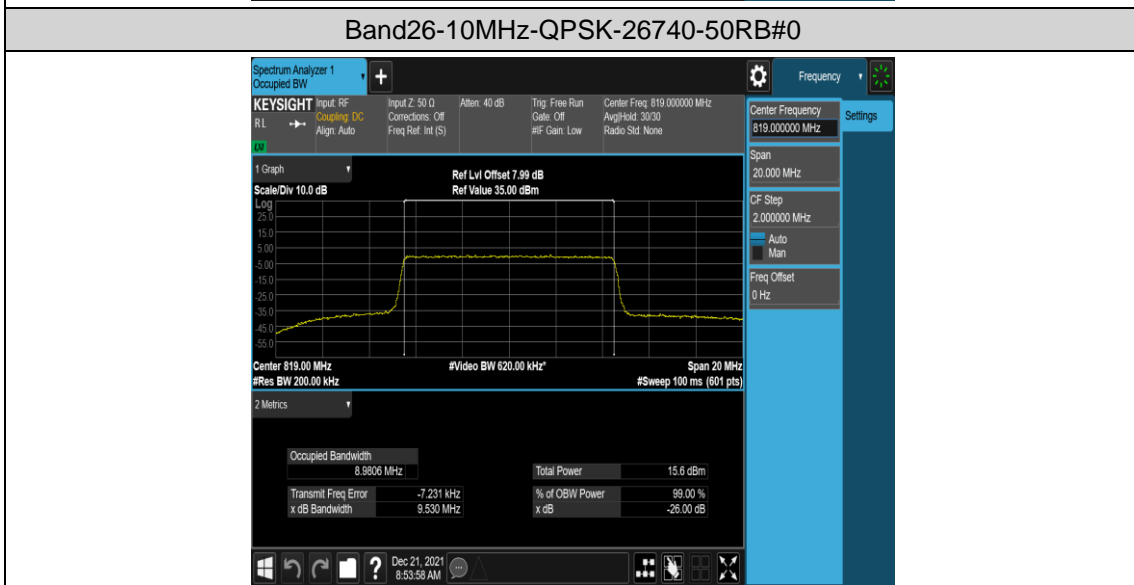 Band26-10MHz-QPSK-26740-50RB#0
Spectrum Analyzer 1
Occupied BW
+
Frequency
KEYSIGHT
Input: RF
Input Z: 50 Ω
Atten: 40 dB
Trig: Free Run
Center Freq: 819.000000 MHz
RL
Coupling: DC
Corrections: Off
Gate: Off
Avg|Hold: 30/30
Align: Auto
Freq Ref: Int (S)
#IF Gain: Low
Radio Std: None
Center Frequency
819.000000 MHz
Settings
Span
20.000 MHz
CF Step
2.000000 MHz
Auto
Man
Freq Offset
0 Hz
1 Graph
Ref Lvl Offset 7.99 dB
Scale/Div 10.0 dB
Ref Value 35.00 dBm
Log
25.0
15.0
5.00
-5.00
-15.0
-25.0
-35.0
-45.0
-55.0
Center 819.00 MHz
#Video BW 620.00 kHz*
Span 20 MHz
#Res BW 200.00 kHz
#Sweep 100 ms (601 pts)
2 Metrics
Occupied Bandwidth
8.9806 MHz
Total Power 15.6 dBm
Transmit Freq Error -7.231 kHz
% of OBW Power 99.00 %
x dB Bandwidth 9.530 MHz
x dB -26.00 dB
?
Dec 21, 2021
8:53:58 AM